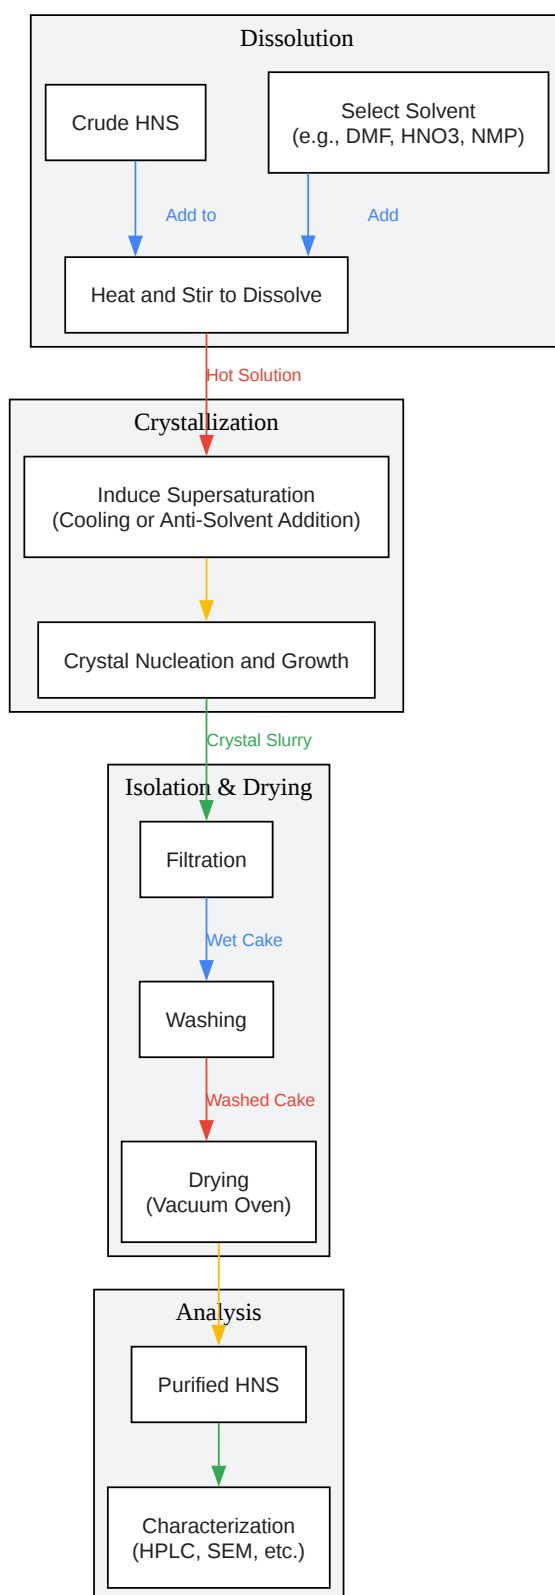 Dissolution
Crude HNS
Select Solvent
(e.g., DMF, HNO3, NMP)
Add to
Add
Heat and Stir to Dissolve
Hot Solution
Crystallization
Induce Supersaturation
(Cooling or Anti-Solvent Addition)
Crystal Nucleation and Growth
Crystal Slurry
Isolation & Drying
Filtration
Wet Cake
Washing
Washed Cake
Drying
(Vacuum Oven)
Analysis
Purified HNS
Characterization
(HPLC, SEM, etc.)